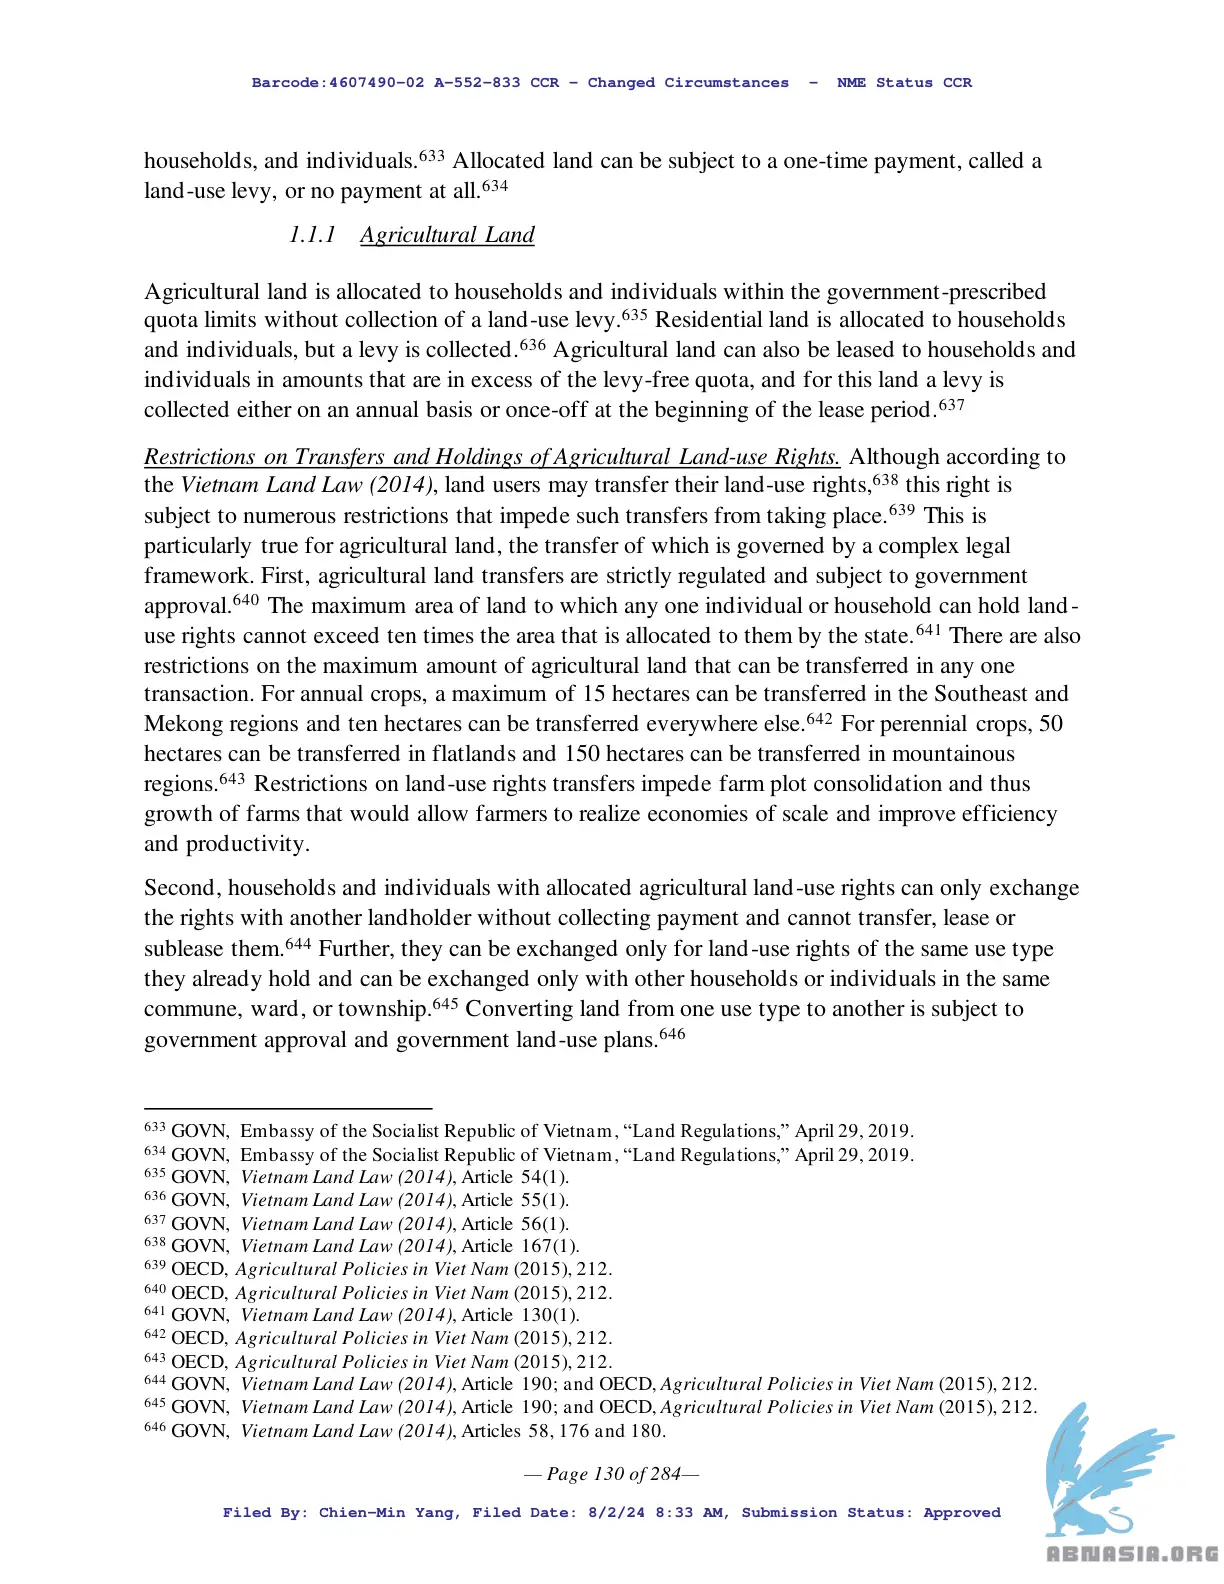 Barcode:4607490-02 A-552-833 CCR - Changed Circumstances - NME Status CCR
households, and individuals.633 Allocated land can be subject to a one-time payment, called a
land-use levy, or no payment at all.634
1.1.1 Agricultural Land
Agricultural land is allocated to households and individuals within the government-prescribed
quota limits without collection of a land-use levy.635 Residential land is allocated to households
and individuals, but a levy is collected.636 Agricultural land can also be leased to households and
individuals in amounts that are in excess of the levy-free quota, and for this land a levy is
collected either on an annual basis or once-off at the beginning of the lease period.637
Restrictions on Transfers and Holdings of Agricultural Land-use Rights. Although according to
the Vietnam Land Law (2014), land users may transfer their land-use rights,638 this right is
subject to numerous restrictions that impede such transfers from taking place.639 This is
particularly true for agricultural land, the transfer of which is governed by a complex legal
framework. First, agricultural land transfers are strictly regulated and subject to government
approval.640 The maximum area of land to which any one individual or household can hold land-
use rights cannot exceed ten times the area that is allocated to them by the state.641 There are also
restrictions on the maximum amount of agricultural land that can be transferred in any one
transaction. For annual crops, a maximum of 15 hectares can be transferred in the Southeast and
Mekong regions and ten hectares can be transferred everywhere else.642 For perennial crops, 50
hectares can be transferred in flatlands and 150 hectares can be transferred in mountainous
regions.643 Restrictions on land-use rights transfers impede farm plot consolidation and thus
growth of farms that would allow farmers to realize economies of scale and improve efficiency
and productivity.
Second, households and individuals with allocated agricultural land-use rights can only exchange
the rights with another landholder without collecting payment and cannot transfer, lease or
sublease them.644 Further, they can be exchanged only for land-use rights of the same use type
they already hold and can be exchanged only with other households or individuals in the same
commune, ward, or township.645 Converting land from one use type to another is subject to
government approval and government land-use plans.646
633 GOVN, Embassy of the Socialist Republic of Vietnam, “Land Regulations,” April 29, 2019.
634 GOVN, Embassy of the Socialist Republic of Vietnam, “Land Regulations,” April 29, 2019.
635 GOVN, Vietnam Land Law (2014), Article 54(1).
636 GOVN, Vietnam Land Law (2014), Article 55(1).
637 GOVN, Vietnam Land Law (2014), Article 56(1).
638 GOVN, Vietnam Land Law (2014), Article 167(1).
639 OECD, Agricultural Policies in Viet Nam (2015), 212.
640 OECD, Agricultural Policies in Viet Nam (2015), 212.
641 GOVN, Vietnam Land Law (2014), Article 130(1).
642 OECD, Agricultural Policies in Viet Nam (2015), 212.
643 OECD, Agricultural Policies in Viet Nam (2015), 212.
644 GOVN, Vietnam Land Law (2014), Article 190; and OECD, Agricultural Policies in Viet Nam (2015), 212.
645 GOVN, Vietnam Land Law (2014), Article 190; and OECD, Agricultural Policies in Viet Nam (2015), 212.
646 GOVN, Vietnam Land Law (2014), Articles 58, 176 and 180.
— Page 130 of 284—
Filed By: Chien-Min Yang, Filed Date: 8/2/24 8:33 AM, Submission Status: Approved
ABNASIA.ORG